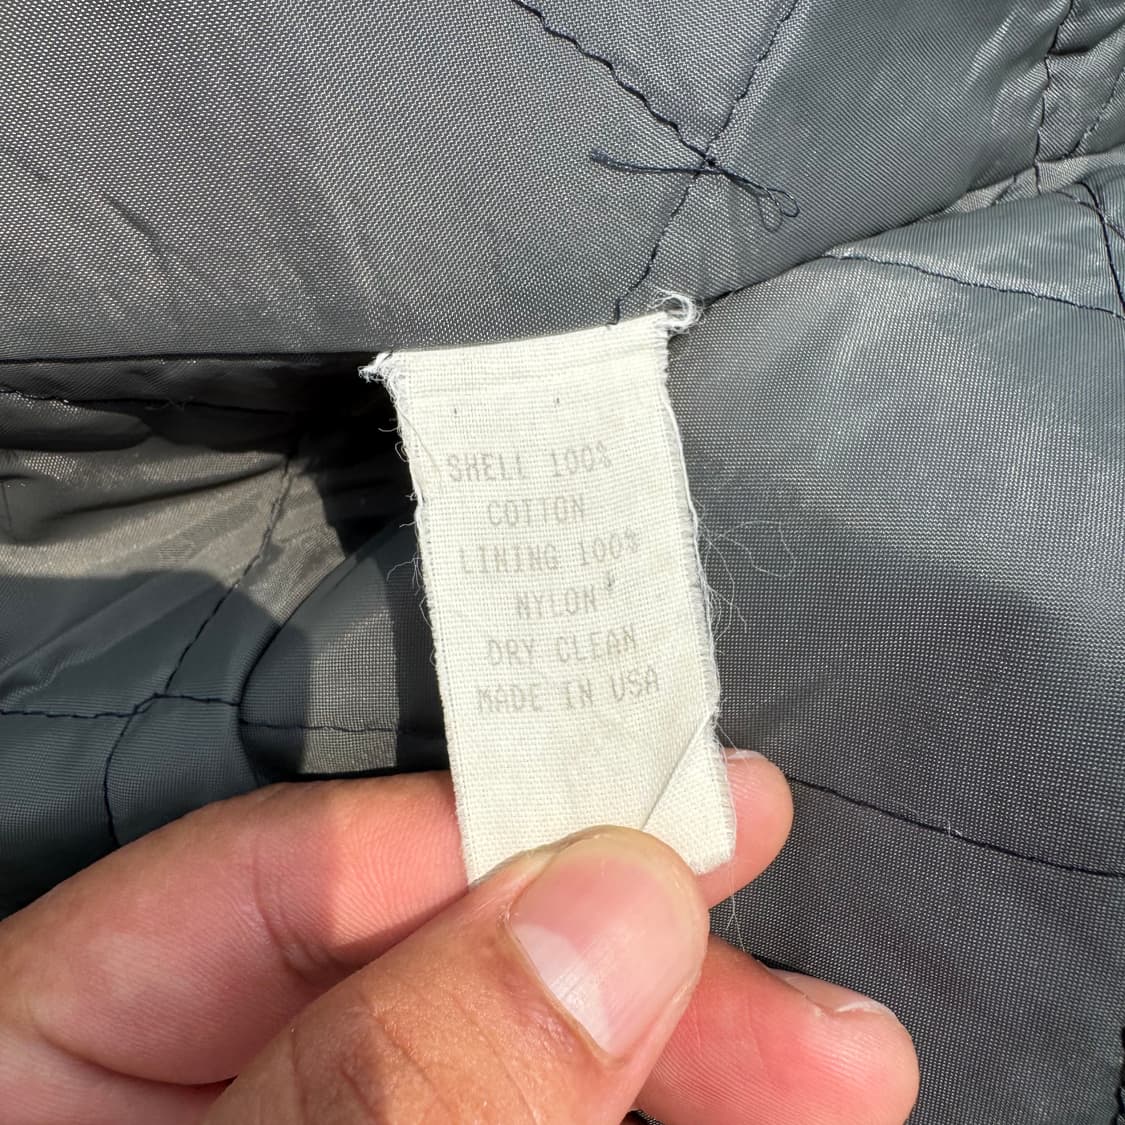 SHELL 100%
COTTON
LINING 100%
NYLON
DRY CLEAN
MADE IN USA